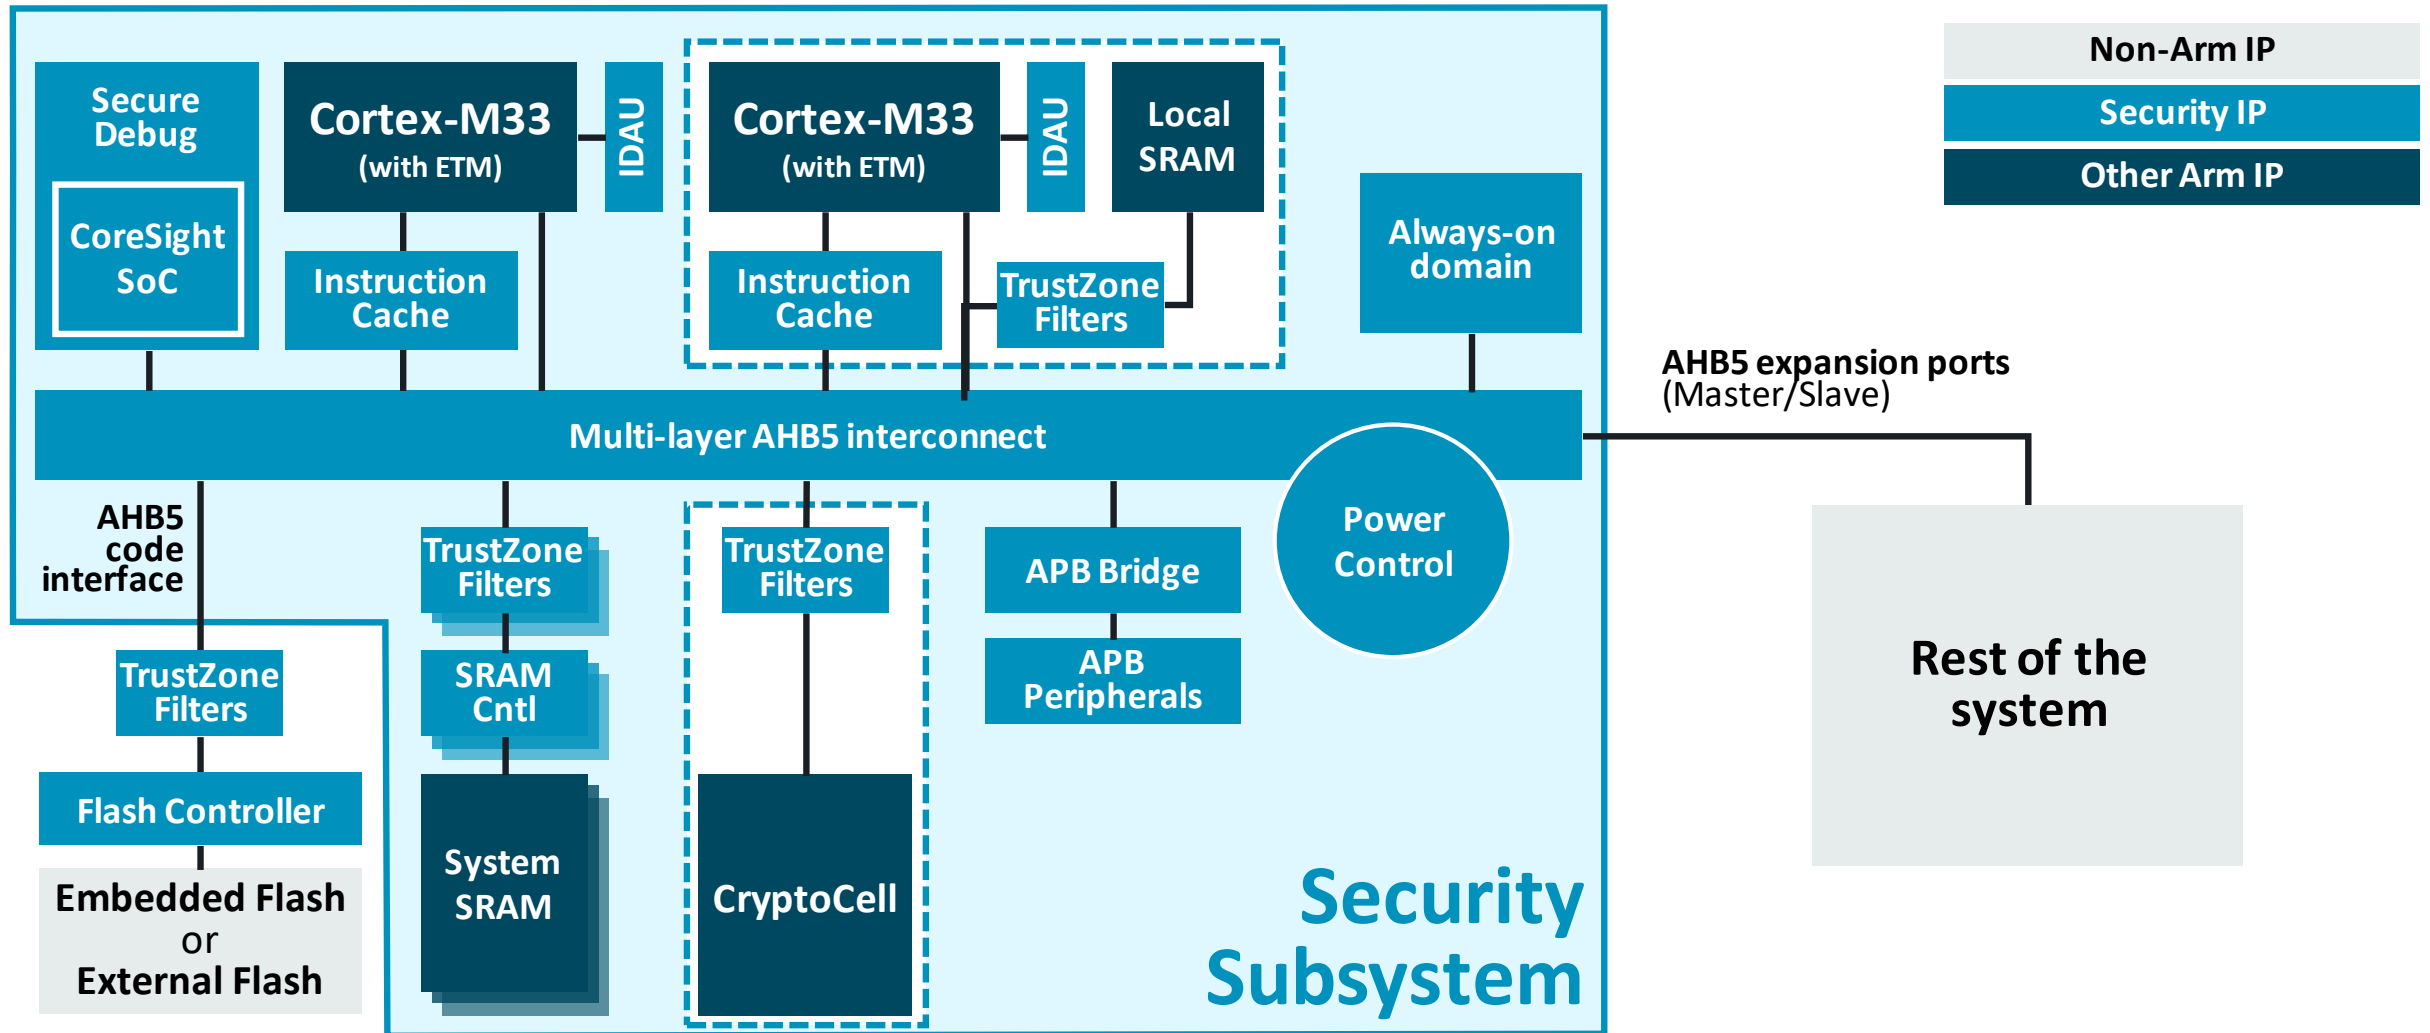 Non-Arm IP
Security IP
Other Arm IP
Secure
Debug
CoreSight
SoC
Cortex-M33
(with ETM)
IDAU
Instruction
Cache
Cortex-M33
(with ETM)
IDAU
Local
SRAM
Instruction
Cache
TrustZone
Filters
Always-on
domain
AHB5 expansion ports
(Master/Slave)
Multi-layer AHB5 interconnect
Power
Control
AHB5
code
interface
TrustZone
Filters
Flash Controller
Embedded Flash
or
External Flash
TrustZone
Filters
SRAM
Cntl
System
SRAM
TrustZone
Filters
CryptoCell
APB Bridge
APB
Peripherals
Rest of the
system
Security
Subsystem